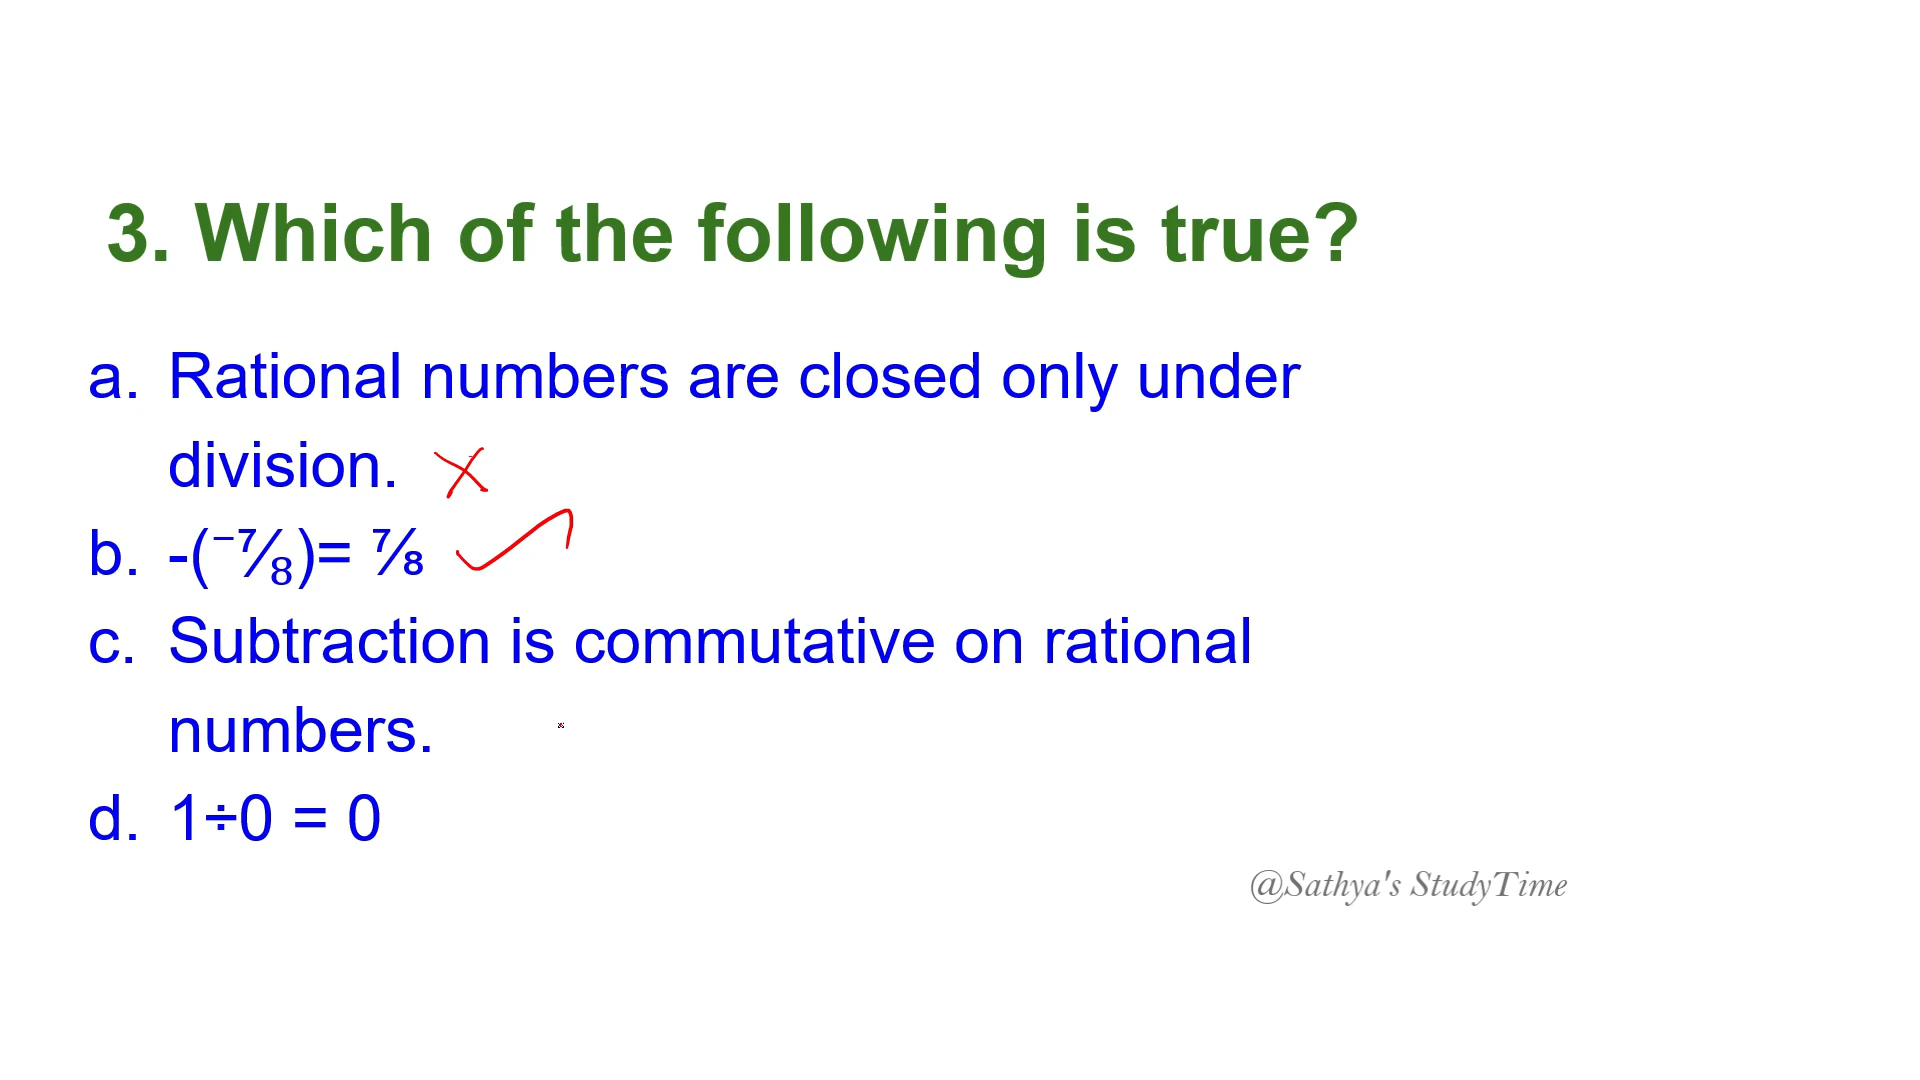 3. Which of the following is true?
a. Rational numbers are closed only under
division.
b. -(⁻⁷⁄₈)= ⁷⁄₈
c. Subtraction is commutative on rational
numbers.
d. 1÷0 = 0
@Sathya's StudyTime